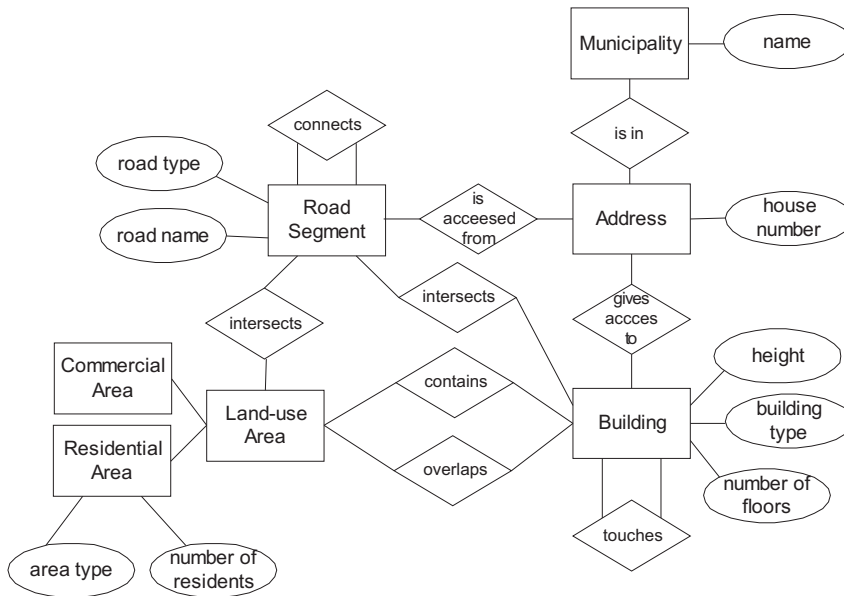 Municipality
name
connects
is in
road type
road name
Road
Segment
is
acceesed
from
Address
house
number
intersects
intersects
gives
accces
to
Commercial
Area
Residential
Area
Land-use
Area
contains
overlaps
Building
height
building
type
number of
floors
touches
area type
number of
residents